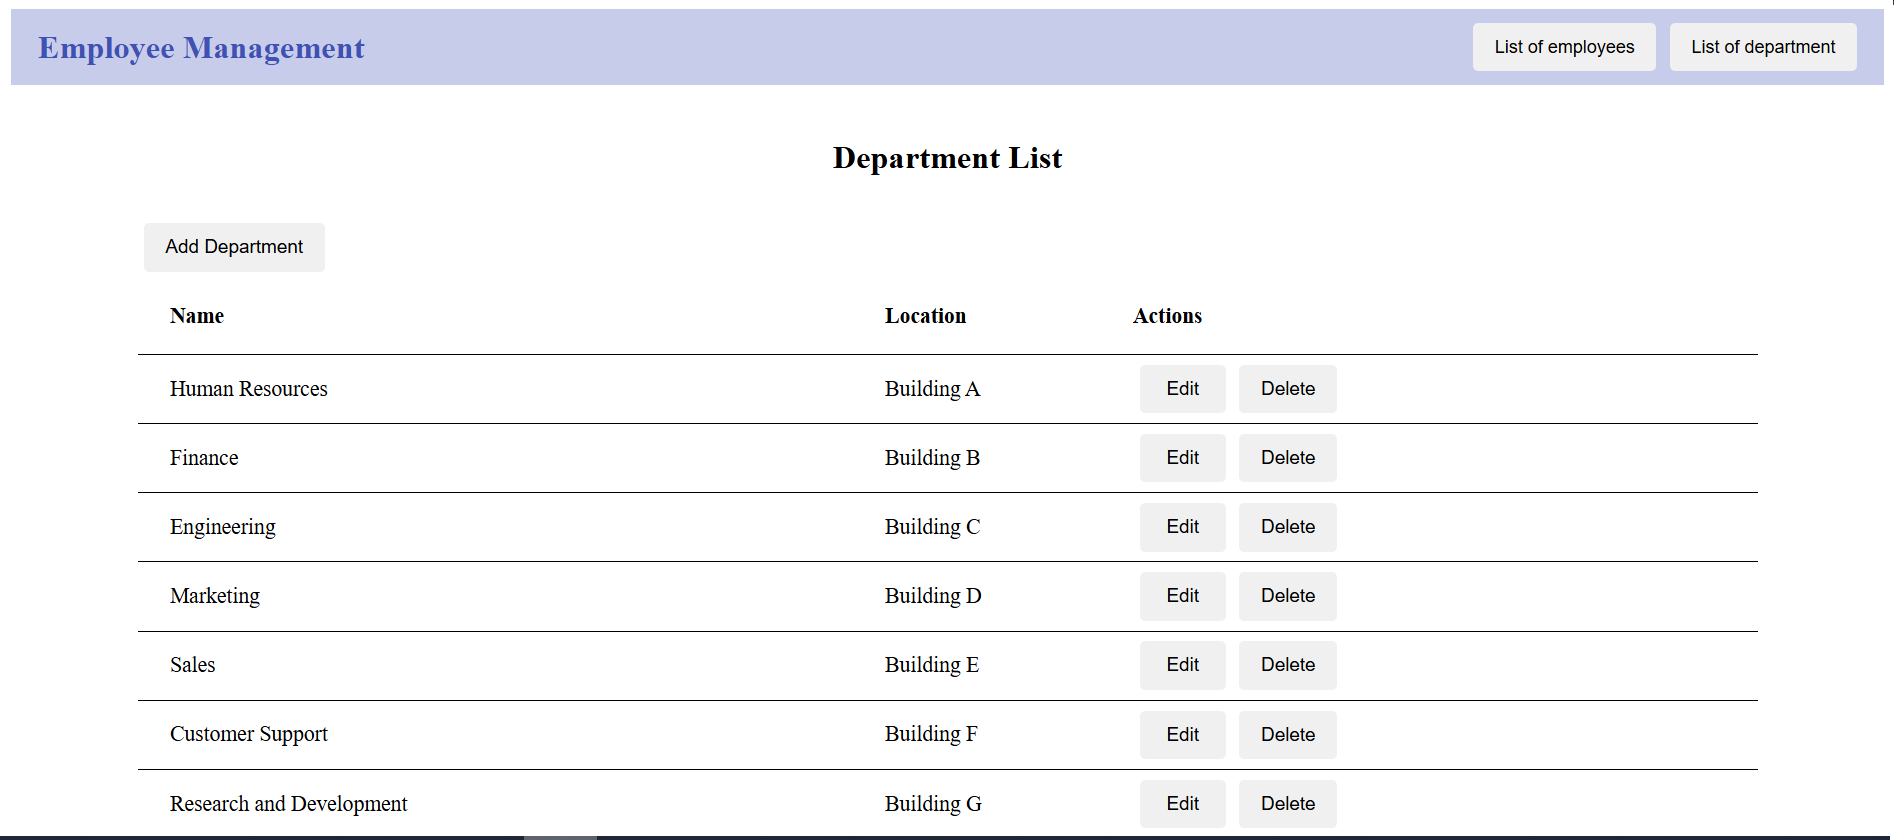 Employee Management List of employees List of department
Department List
Add Department
Name Location Actions
Human Resources Building A Edit Delete
Finance Building B Edit Delete
Engineering Building C Edit Delete
Marketing Building D Edit Delete
Sales Building E Edit Delete
Customer Support Building F Edit Delete
Research and Development Building G Edit Delete